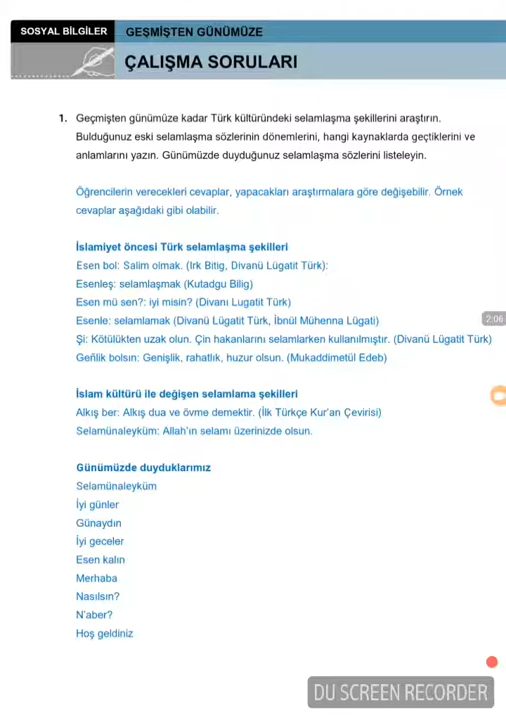 SOSYAL BİLGİLER
GEŞMİŞTEN GÜNÜMÜZE
ÇALIŞMA SORULARI
1. Geçmişten günümüze kadar Türk kültüründeki selamlaşma şekillerini araştırın.
Bulduğunuz eski selamlaşma sözlerinin dönemlerini, hangi kaynaklarda geçtiklerini ve
anlamlarını yazın. Günümüzde duyduğunuz selamlaşma sözlerini listeleyin.
Öğrencilerin verecekleri cevaplar, yapacakları araştırmalara göre değişebilir. Örnek
cevaplar aşağıdaki gibi olabilir.
İslamiyet öncesi Türk selamlaşma şekilleri
Esen bol: Salim olmak. (Irk Bitig, Divanü Lügatit Türk):
Esenleş: selamlaşmak (Kutadgu Bilig)
Esen mü sen?: iyi misin? (Divanı Lugatit Türk)
Esenle: selamlamak (Divanü Lügatit Türk, İbnül Mühenna Lügati)
2:06
Şi: Kötülükten uzak olun. Çin hakanlarını selamlarken kullanılmıştır. (Divanü Lügatit Türk)
Geñlik bolsın: Genişlik, rahatlık, huzur olsun. (Mukaddimetül Edeb)
İslam kültürü ile değişen selamlama şekilleri
Alkış ber: Alkış dua ve övme demektir. (İlk Türkçe Kur'an Çevirisi)
Selamünaleyküm: Allah'ın selamı üzerinizde olsun.
Günümüzde duyduklarımız
Selamünaleyküm
İyi günler
Günaydın
İyi geceler
Esen kalın
Merhaba
Nasılsın?
N'aber?
Hoş geldiniz
DU SCREEN RECORDER